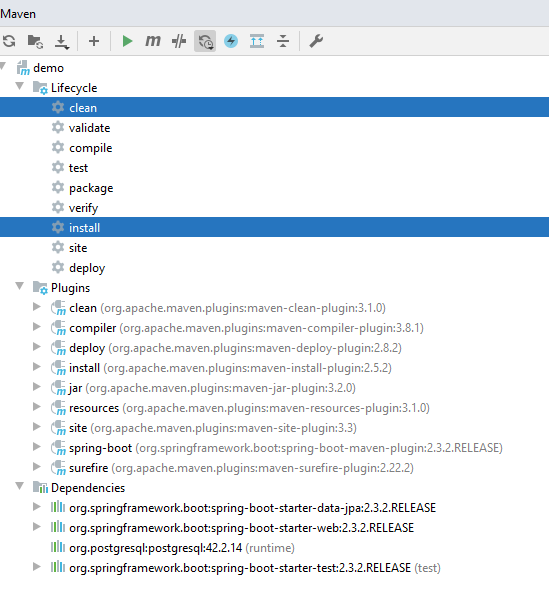 Maven
demo
Lifecycle
clean
validate
compile
test
package
verify
install
site
deploy
Plugins
clean (org.apache.maven.plugins:maven-clean-plugin:3.1.0)
compiler (org.apache.maven.plugins:maven-compiler-plugin:3.8.1)
deploy (org.apache.maven.plugins:maven-deploy-plugin:2.8.2)
install (org.apache.maven.plugins:maven-install-plugin:2.5.2)
jar (org.apache.maven.plugins:maven-jar-plugin:3.2.0)
resources (org.apache.maven.plugins:maven-resources-plugin:3.1.0)
site (org.apache.maven.plugins:maven-site-plugin:3.3)
spring-boot (org.springframework.boot:spring-boot-maven-plugin:2.3.2.RELEASE)
surefire (org.apache.maven.plugins:maven-surefire-plugin:2.22.2)
Dependencies
org.springframework.boot:spring-boot-starter-data-jpa:2.3.2.RELEASE
org.springframework.boot:spring-boot-starter-web:2.3.2.RELEASE
org.postgresql:postgresql:42.2.14 (runtime)
org.springframework.boot:spring-boot-starter-test:2.3.2.RELEASE (test)